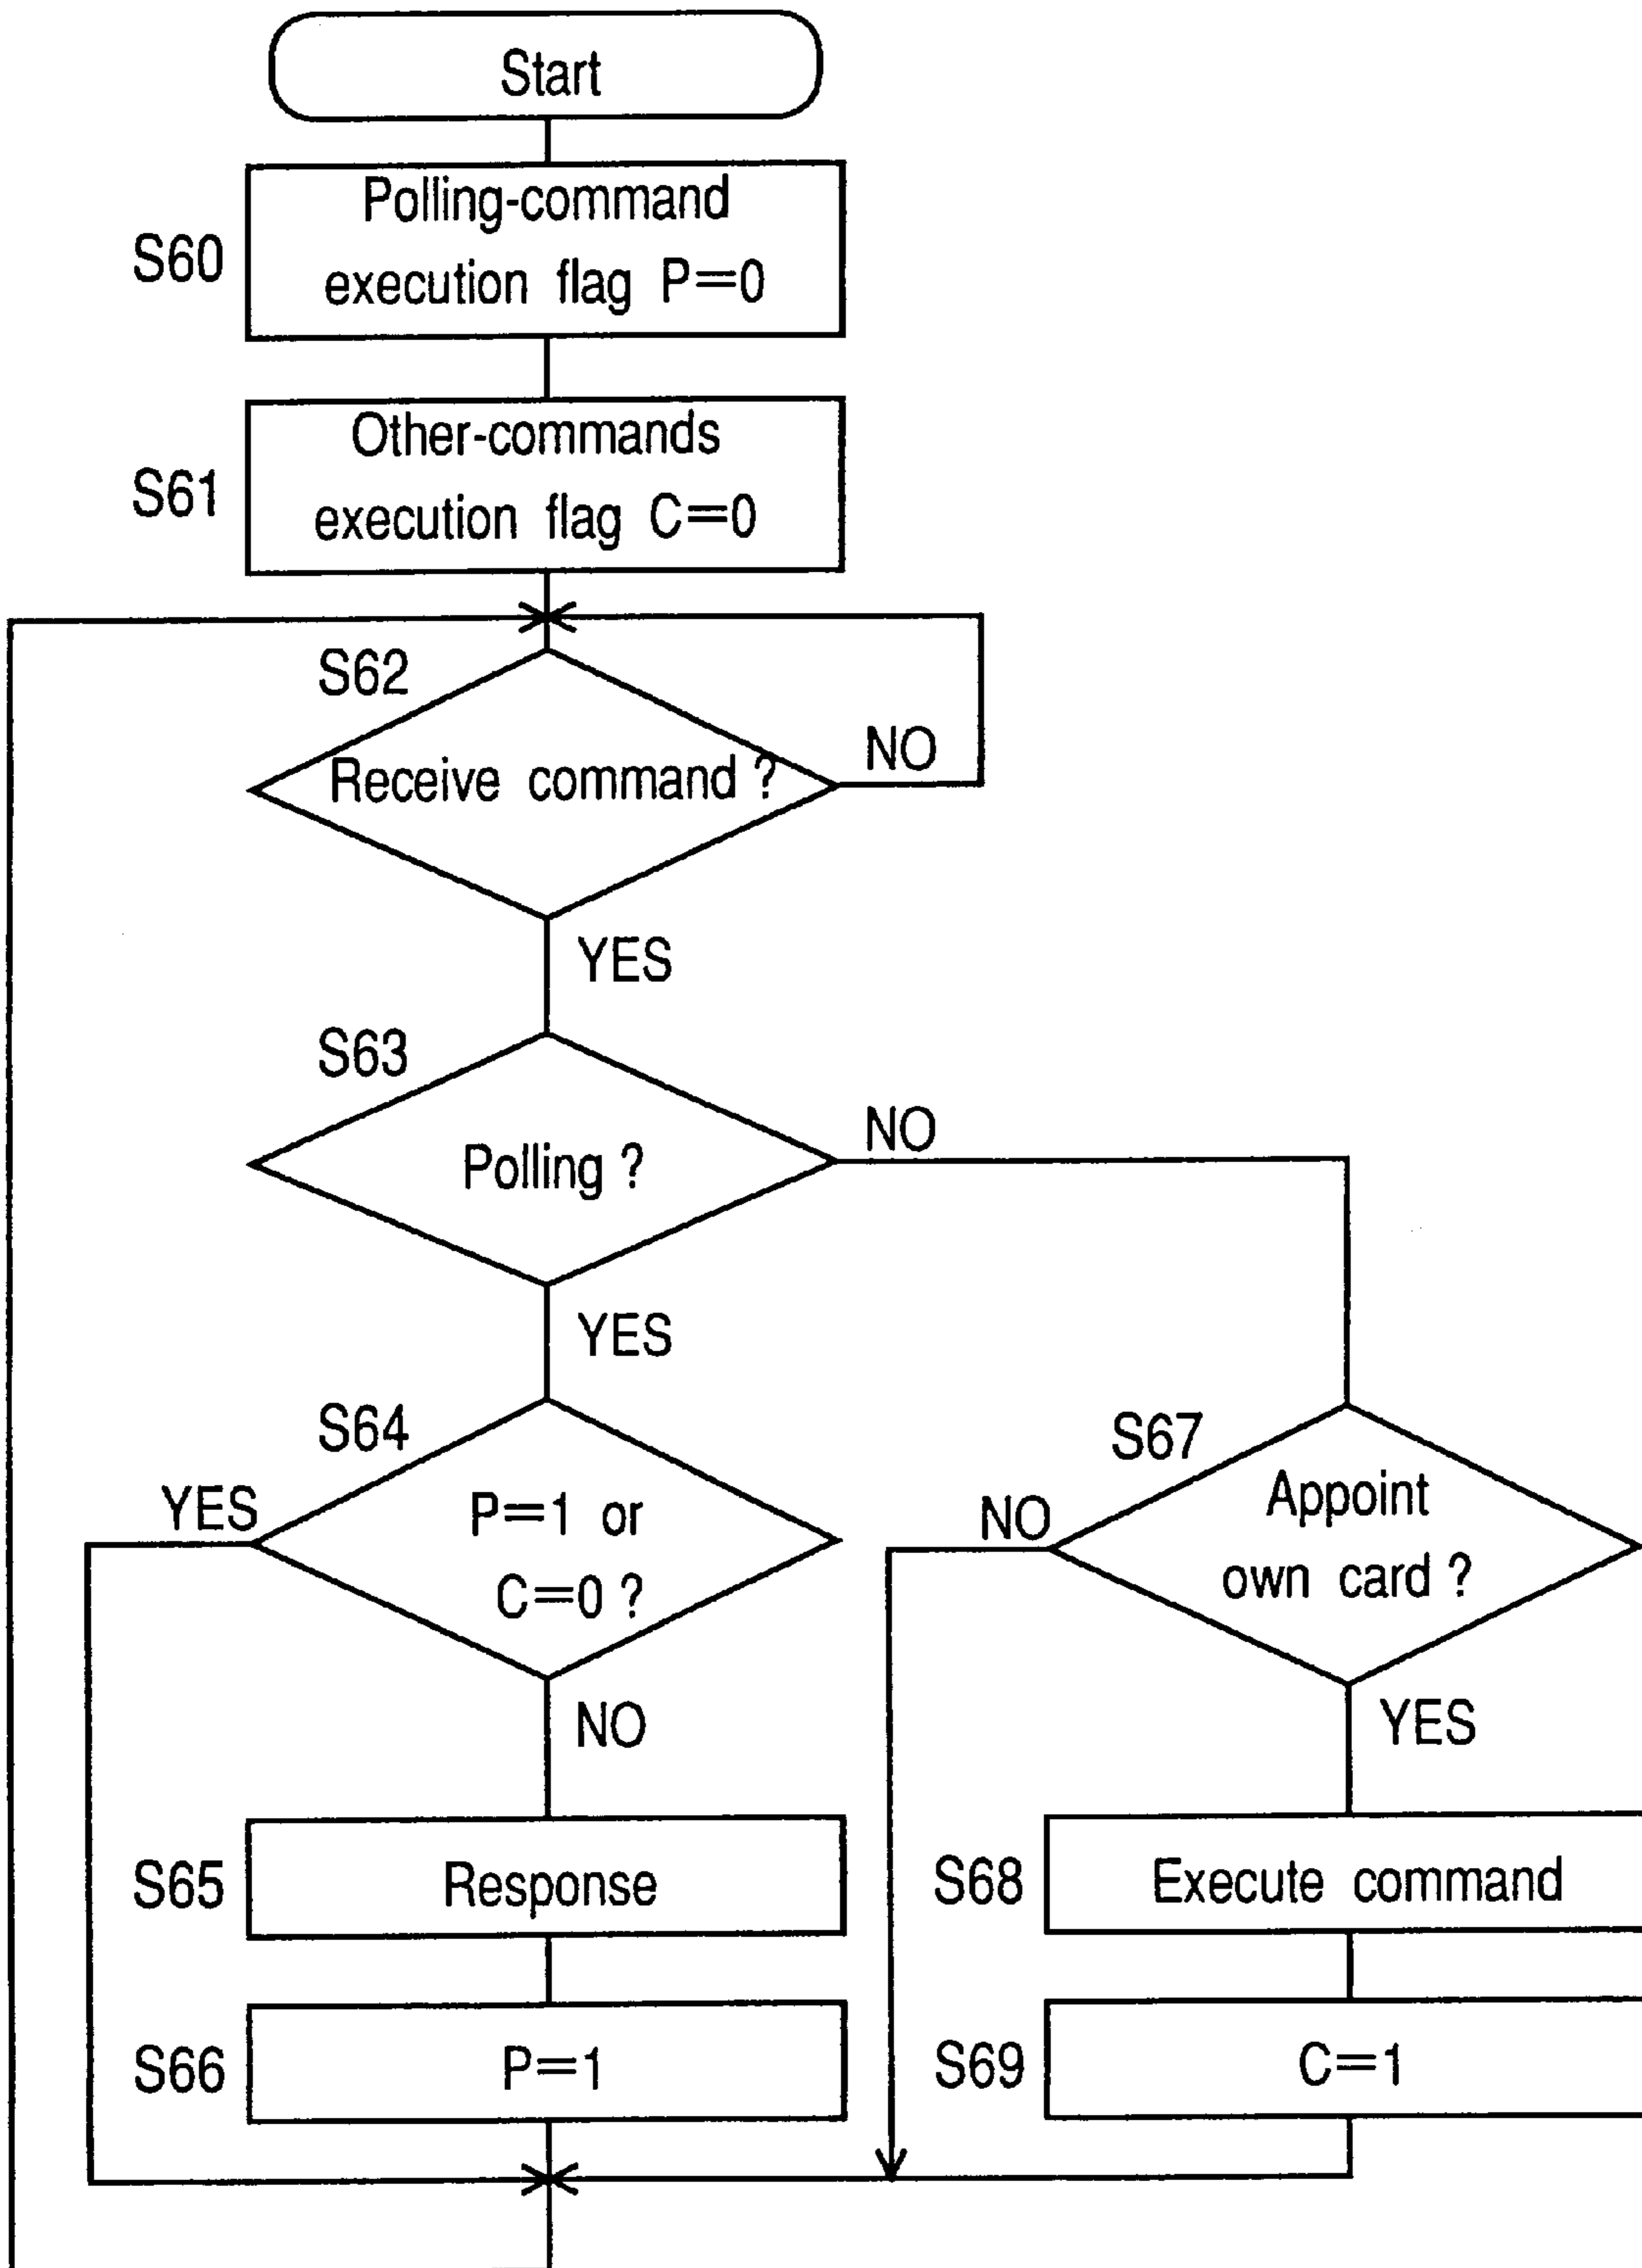 Start
S60
Polling-command
execution flag P=0
S61
Other-commands
execution flag C=0
S62
Receive command ?
NO
YES
S63
Polling ?
NO
YES
S64
YES
P=1 or
C=0 ?
NO
S67
NO
Appoint
own card ?
YES
S65
Response
S68
Execute command
S66
P=1
S69
C=1